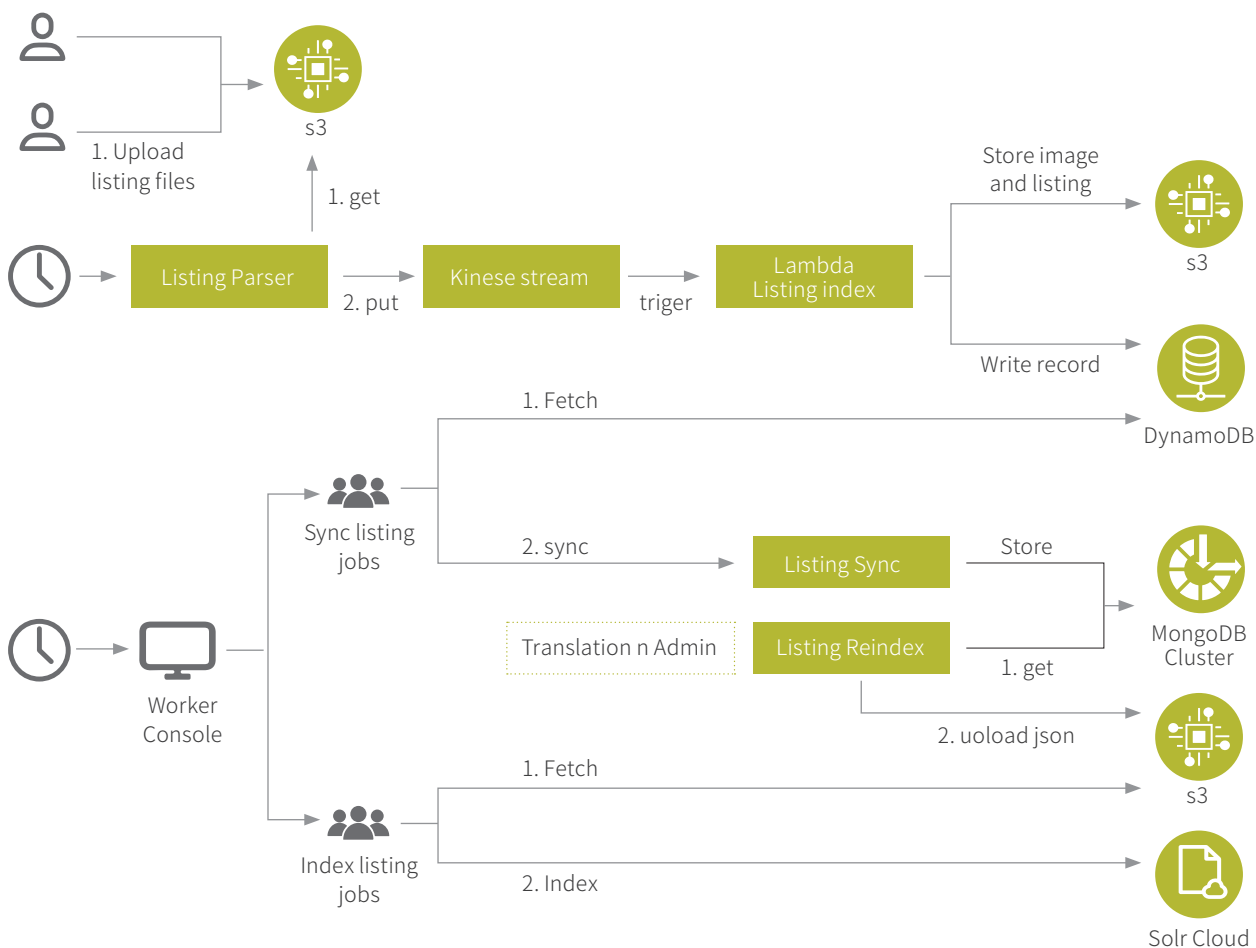 s3
1. Upload
listing files
1. get
Store image
and listing
s3
Listing Parser
2. put
Kinese stream
triger
Lambda
Listing index
Write record
DynamoDB
1. Fetch
Sync listing
jobs
2. sync
Listing Sync
Store
MongoDB
Cluster
Translation n Admin
Listing Reindex
1. get
Worker
Console
2. uoload json
s3
1. Fetch
Index listing
jobs
2. Index
Solr Cloud